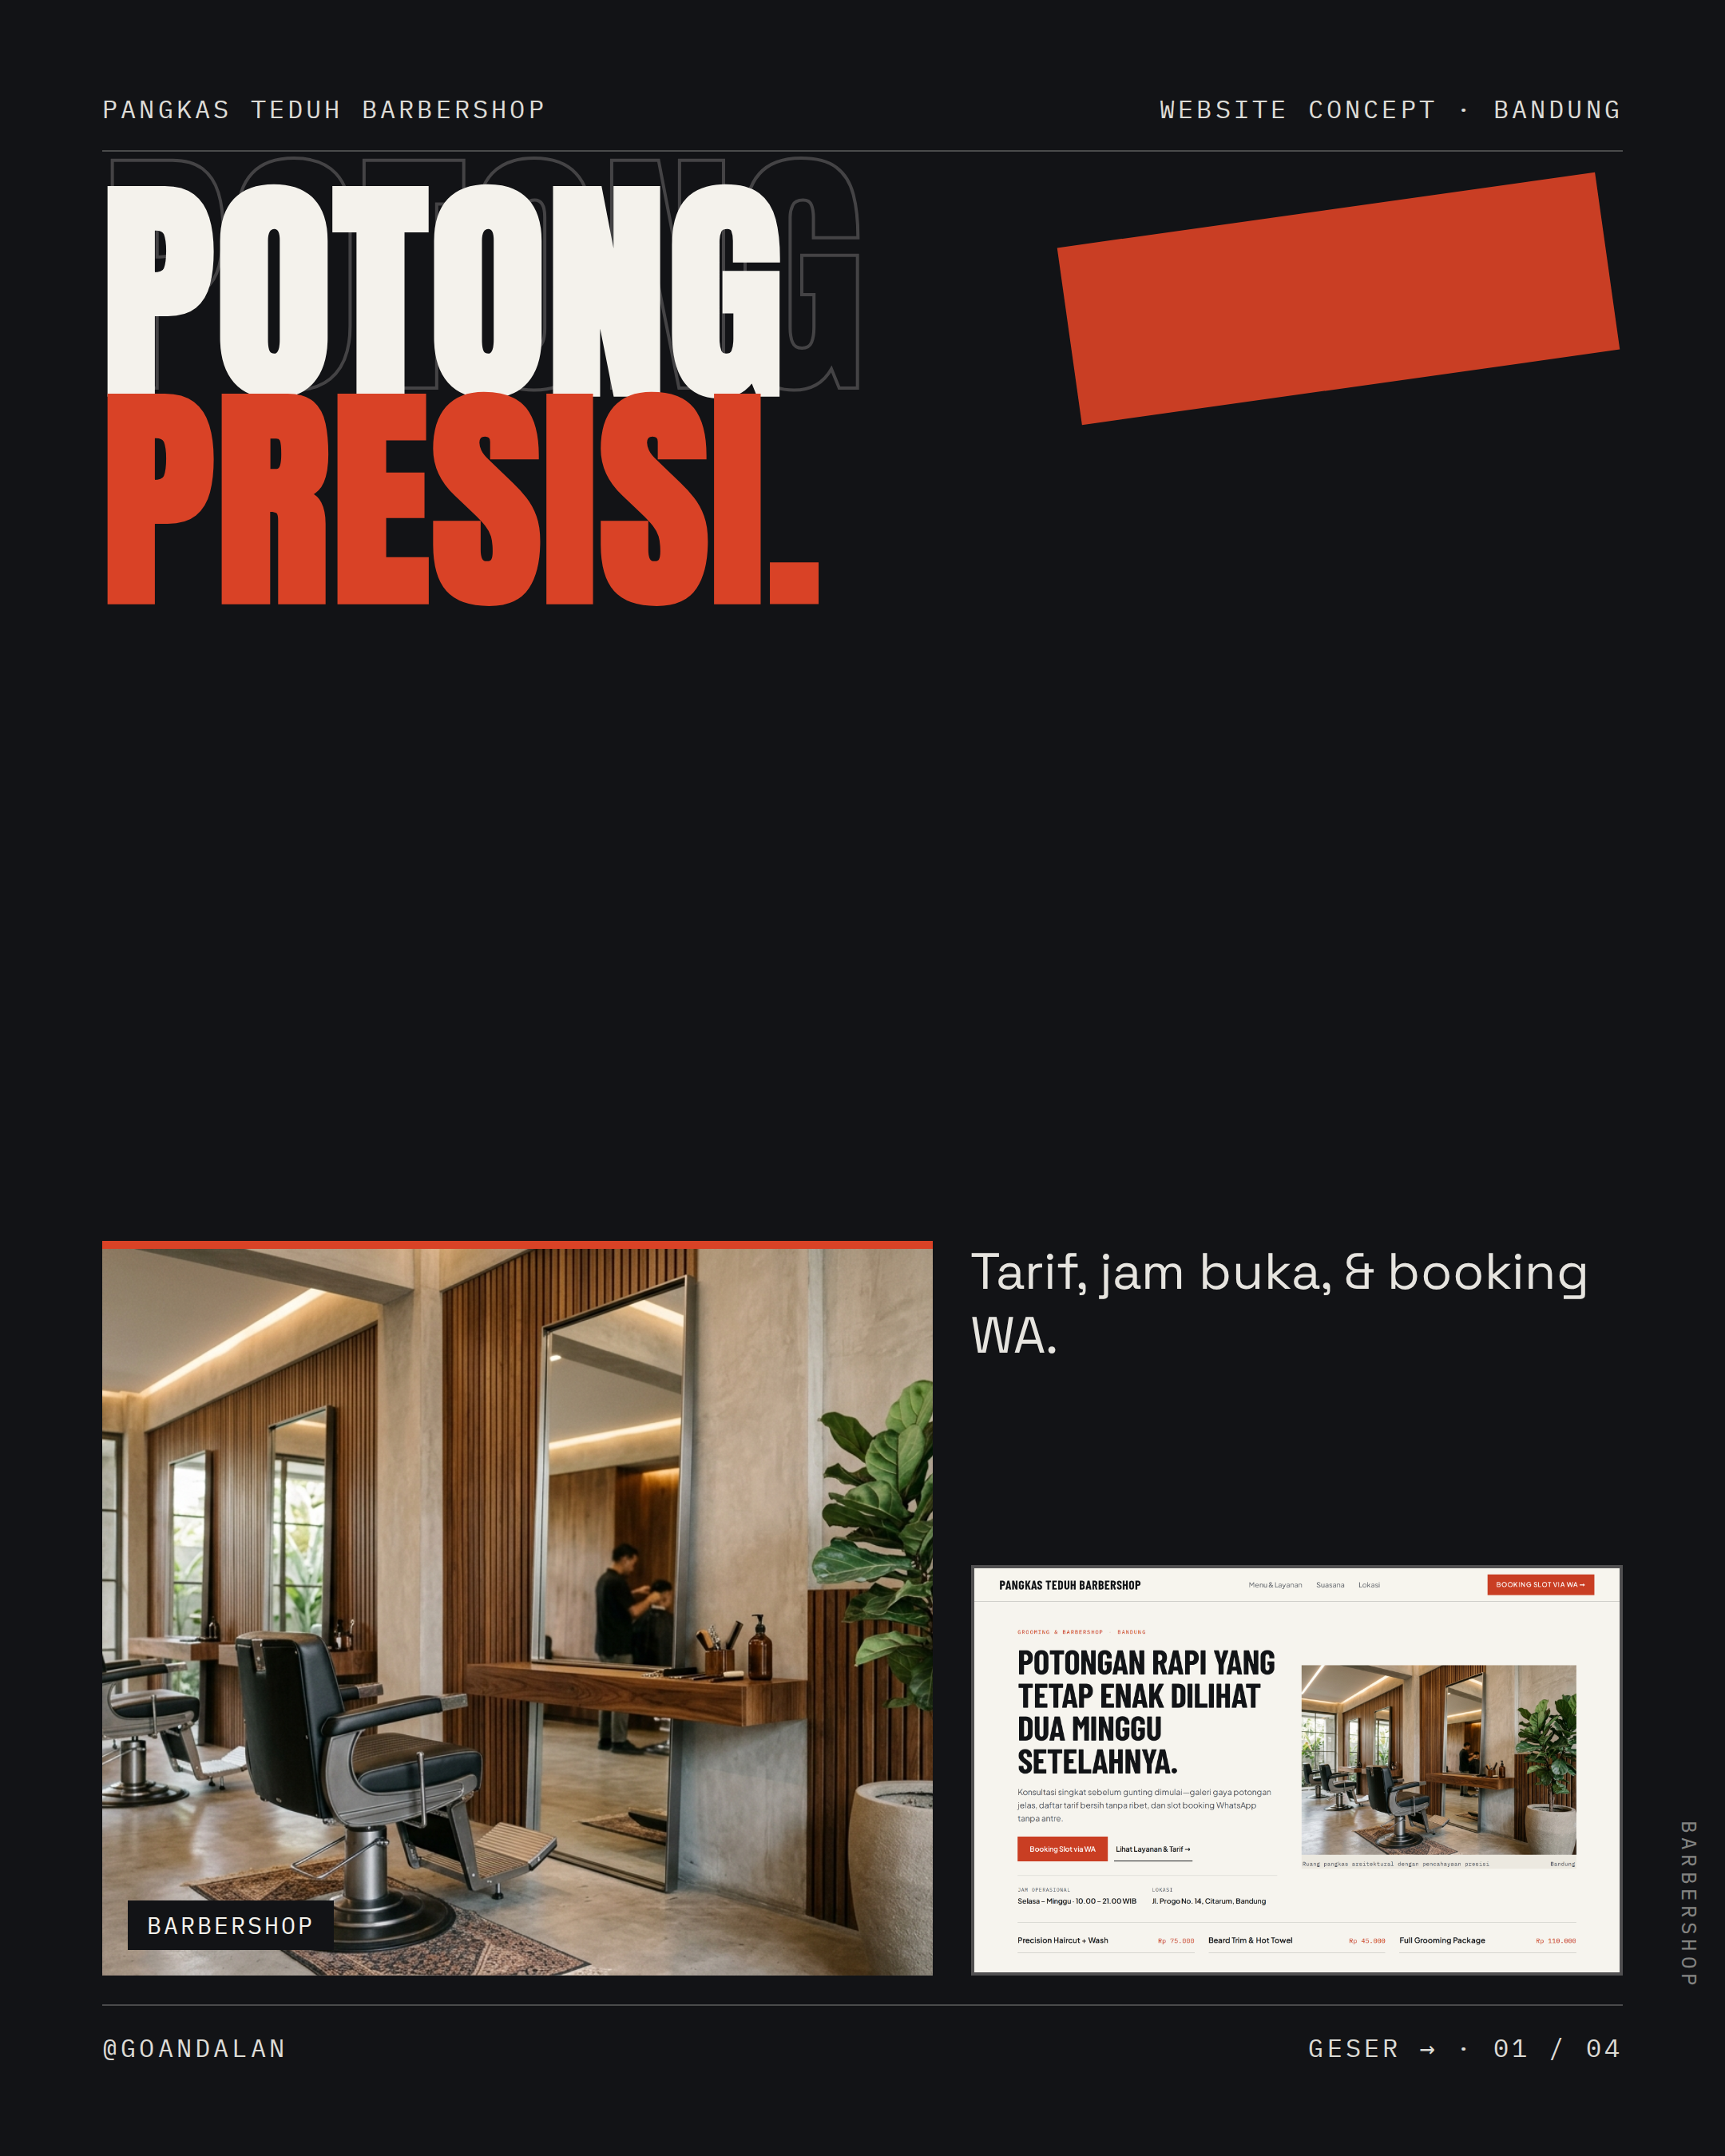 PANGKAS TEDUH BARBERSHOP
WEBSITE CONCEPT · BANDUNG
POTONG
POTONG
PRESISI.
Tarif, jam buka, & booking
WA.
BARBERSHOP
PANGKAS TEDUH BARBERSHOP
Menu & Layanan
Suasana
Lokasi
BOOKING SLOT VIA WA →
GROOMING & BARBERSHOP · BANDUNG
POTONGAN RAPI YANG
TETAP ENAK DILIHAT
DUA MINGGU
SETELAHNYA.
Konsultasi singkat sebelum gunting dimulai—galeri gaya potongan
jelas, daftar tarif bersih tanpa ribet, dan slot booking WhatsApp
tanpa antre.
Booking Slot via WA
Lihat Layanan & Tarif →
Ruang pangkas arsitektural dengan pencahayaan presisi
Bandung
JAM OPERASIONAL
Selasa – Minggu · 10.00 – 21.00 WIB
LOKASI
Jl. Progo No. 14, Citarum, Bandung
Precision Haircut + Wash
Rp 75.000
Beard Trim & Hot Towel
Rp 45.000
Full Grooming Package
Rp 110.000
BARBERSHOP
@GOANDALAN
GESER → · 01 / 04